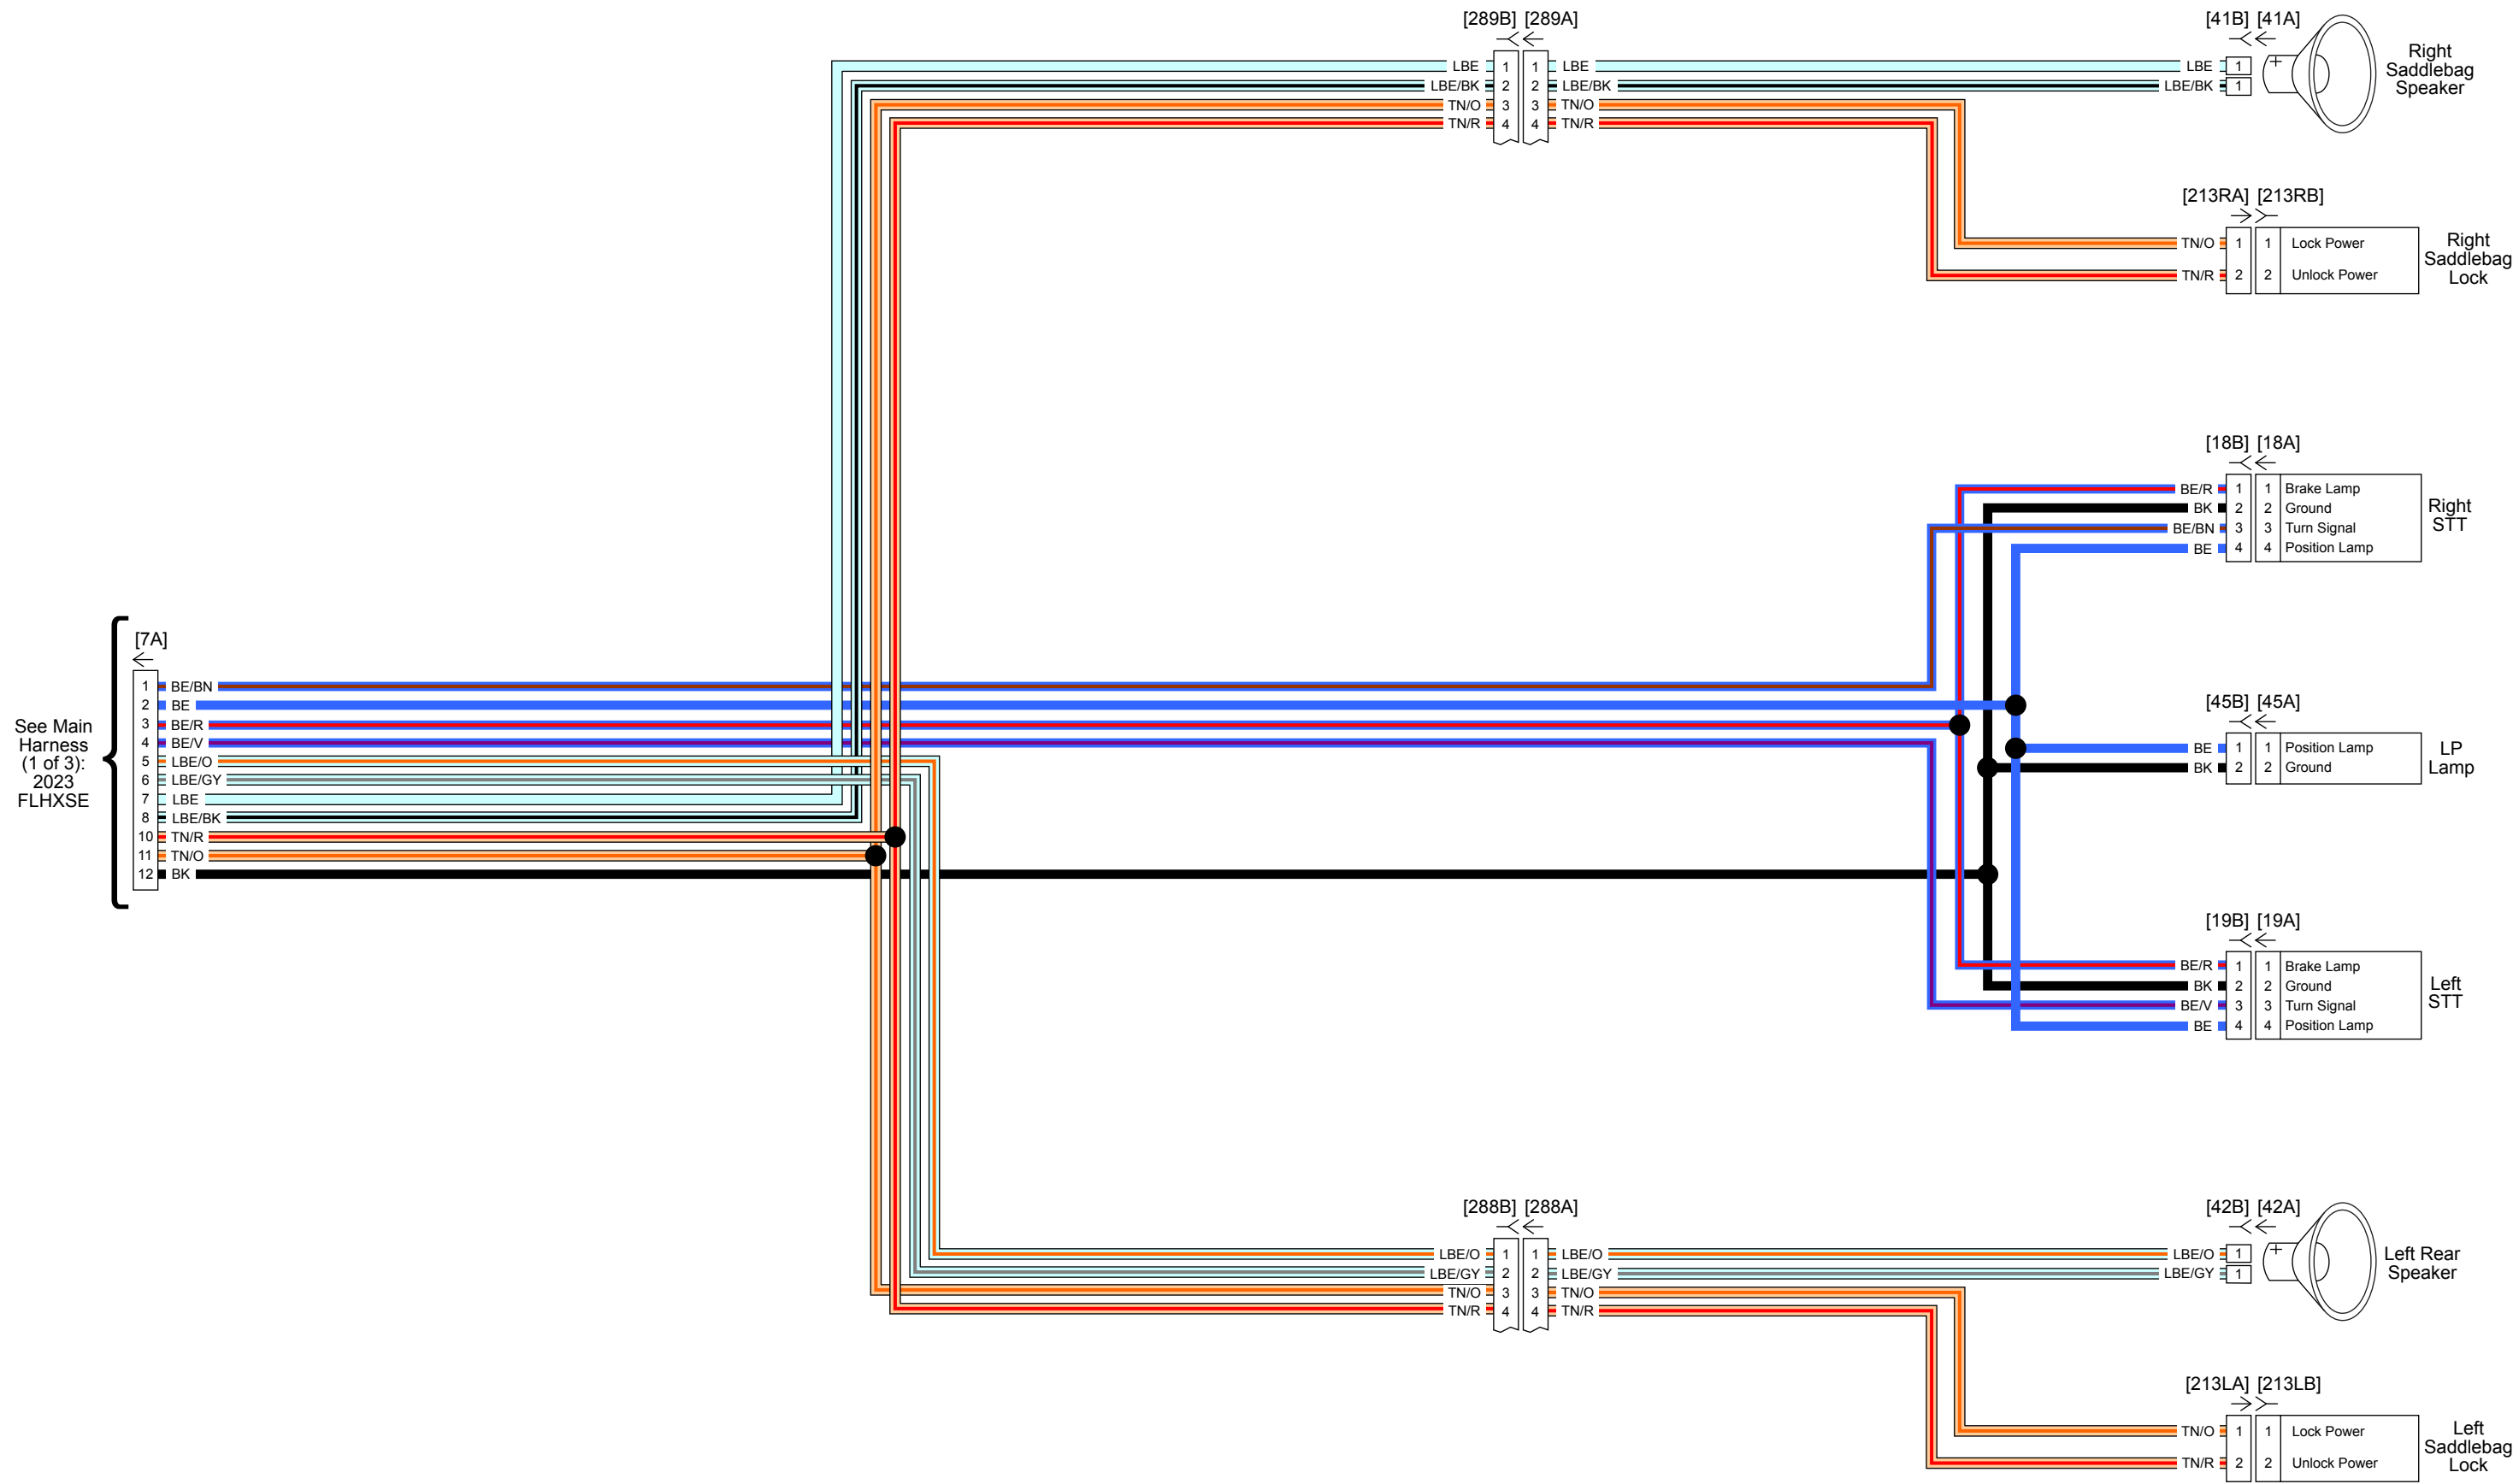 [289B] [289A]
LBE 1 1 LBE
LBE/BK 2 2 LBE/BK
TN/O 3 3 TN/O
TN/R 4 4 TN/R
[41B] [41A]
LBE 1
LBE/BK 1
+
Right
Saddlebag
Speaker
[213RA] [213RB]
TN/O 1 1 Lock Power
TN/R 2 2 Unlock Power
Right
Saddlebag
Lock
[18B] [18A]
BE/R 1 1 Brake Lamp
BK 2 2 Ground
BE/BN 3 3 Turn Signal
BE 4 4 Position Lamp
Right
STT
See Main
Harness
(1 of 3):
2023
FLHXSE
[7A]
1 BE/BN
2 BE
3 BE/R
4 BE/V
5 LBE/O
6 LBE/GY
7 LBE
8 LBE/BK
10 TN/R
11 TN/O
12 BK
[45B] [45A]
BE 1 1 Position Lamp
BK 2 2 Ground
LP
Lamp
[19B] [19A]
BE/R 1 1 Brake Lamp
BK 2 2 Ground
BE/V 3 3 Turn Signal
BE 4 4 Position Lamp
Left
STT
[288B] [288A]
LBE/O 1 1 LBE/O
LBE/GY 2 2 LBE/GY
TN/O 3 3 TN/O
TN/R 4 4 TN/R
[42B] [42A]
LBE/O 1
LBE/GY 1
+
Left Rear
Speaker
[213LA] [213LB]
TN/O 1 1 Lock Power
TN/R 2 2 Unlock Power
Left
Saddlebag
Lock